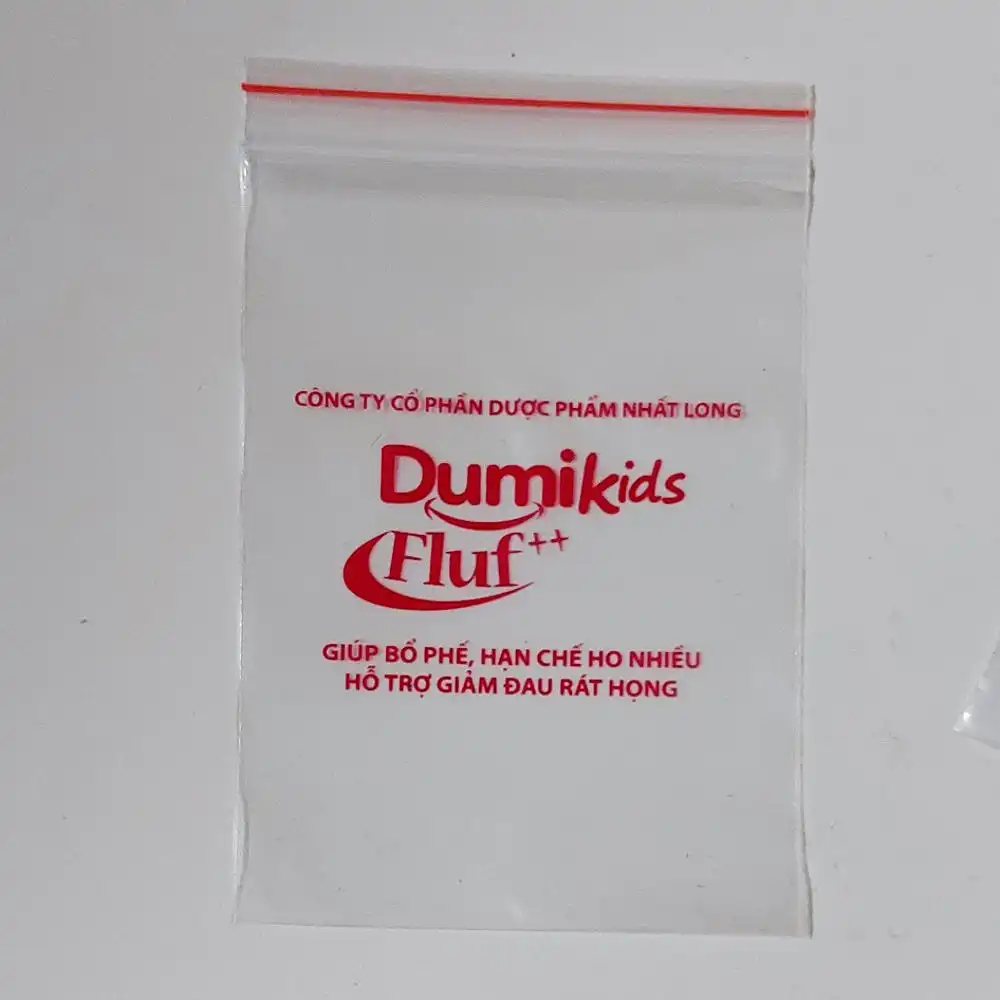 CÔNG TY CỔ PHẦN DƯỢC PHẨM NHẤT LONG
Dumikids
Fluf++
GIÚP BỔ PHẾ, HẠN CHẾ HO NHIỀU
HỖ TRỢ GIẢM ĐAU RÁT HỌNG